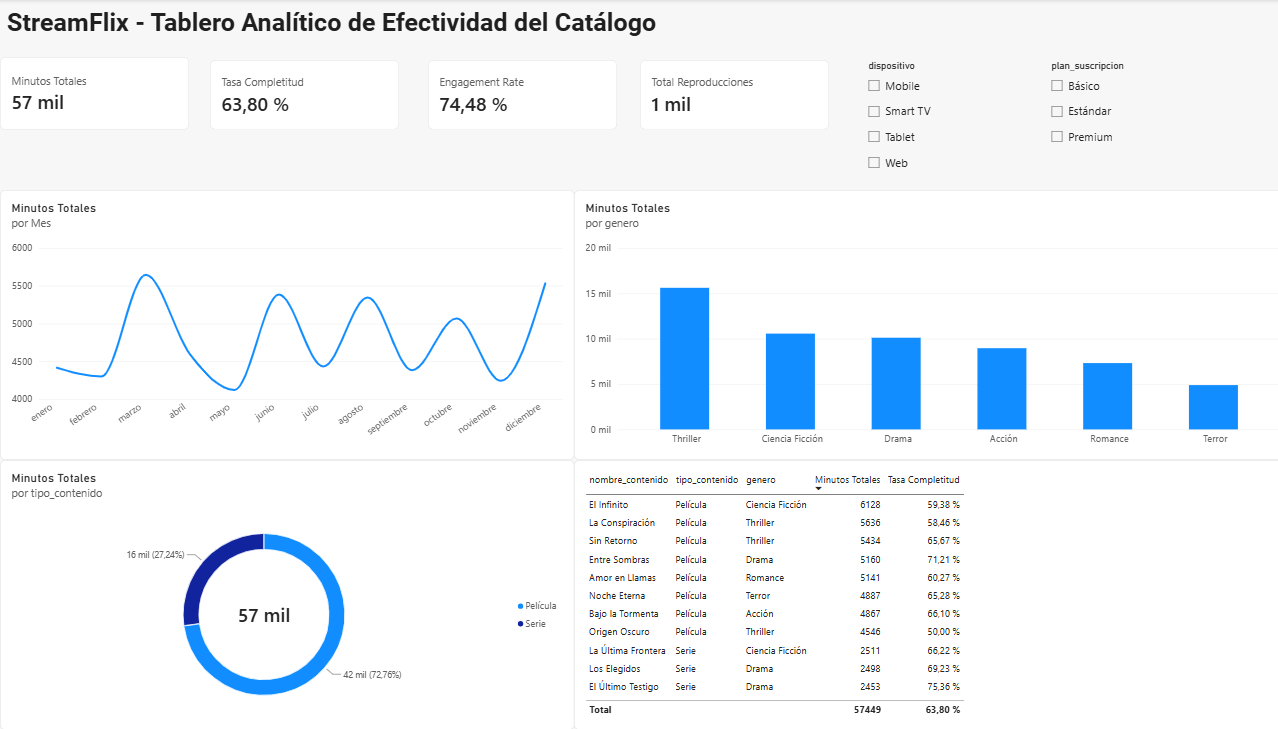 StreamFlix - Tablero Analítico de Efectividad del Catálogo
Minutos Totales
57 mil
Tasa Completitud
63,80 %
Engagement Rate
74,48 %
Total Reproducciones
1 mil
dispositivo
Mobile
Smart TV
Tablet
Web
plan_suscripcion
Básico
Estándar
Premium
Minutos Totales
por Mes
6000
5500
5000
4500
4000
enero
febrero
marzo
abril
mayo
junio
julio
agosto
septiembre
octubre
noviembre
diciembre
Minutos Totales
por genero
20 mil
15 mil
10 mil
5 mil
0 mil
Thriller
Ciencia Ficción
Drama
Acción
Romance
Terror
Minutos Totales
por tipo_contenido
16 mil (27,24%)
57 mil
42 mil (72,76%)
Película
Serie
nombre_contenido tipo_contenido genero Minutos Totales Tasa Completitud
El Infinito Película Ciencia Ficción 6128 59,38 %
La Conspiración Película Thriller 5636 58,46 %
Sin Retorno Película Thriller 5434 65,67 %
Entre Sombras Película Drama 5160 71,21 %
Amor en Llamas Película Romance 5141 60,27 %
Noche Eterna Película Terror 4887 65,28 %
Bajo la Tormenta Película Acción 4867 66,10 %
Origen Oscuro Película Thriller 4546 50,00 %
La Última Frontera Serie Ciencia Ficción 2511 66,22 %
Los Elegidos Serie Drama 2498 69,23 %
El Último Testigo Serie Drama 2453 75,36 %
Total 57449 63,80 %